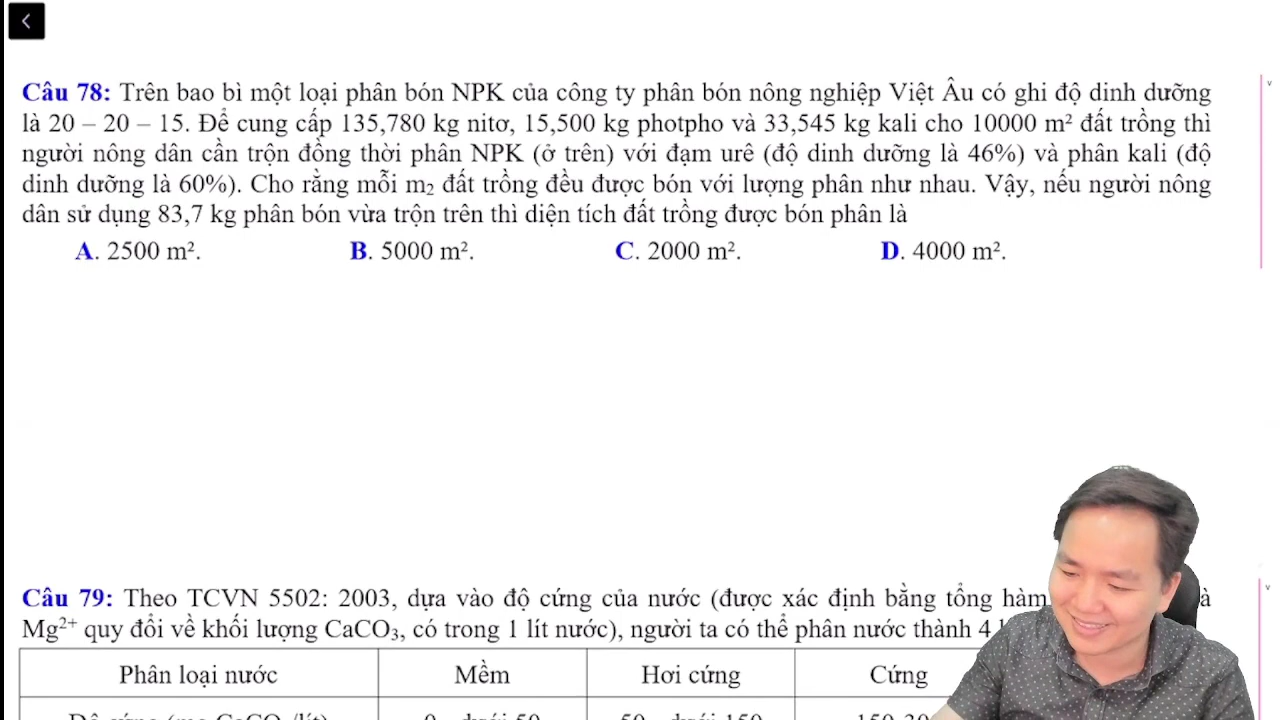 Câu 78: Trên bao bì một loại phân bón NPK của công ty phân bón nông nghiệp Việt Âu có ghi độ dinh dưỡng
là 20 – 20 – 15. Để cung cấp 135,780 kg nitơ, 15,500 kg photpho và 33,545 kg kali cho 10000 m² đất trồng thì
người nông dân cần trộn đồng thời phân NPK (ở trên) với đạm urê (độ dinh dưỡng là 46%) và phân kali (độ
dinh dưỡng là 60%). Cho rằng mỗi m₂ đất trồng đều được bón với lượng phân như nhau. Vậy, nếu người nông
dân sử dụng 83,7 kg phân bón vừa trộn trên thì diện tích đất trồng được bón phân là
A. 2500 m². B. 5000 m². C. 2000 m². D. 4000 m².
Câu 79: Theo TCVN 5502: 2003, dựa vào độ cứng của nước (được xác định bằng tổng hàm à
Mg²⁺ quy đổi về khối lượng CaCO₃, có trong 1 lít nước), người ta có thể phân nước thành 4
Phân loại nước Mềm Hơi cứng Cứng